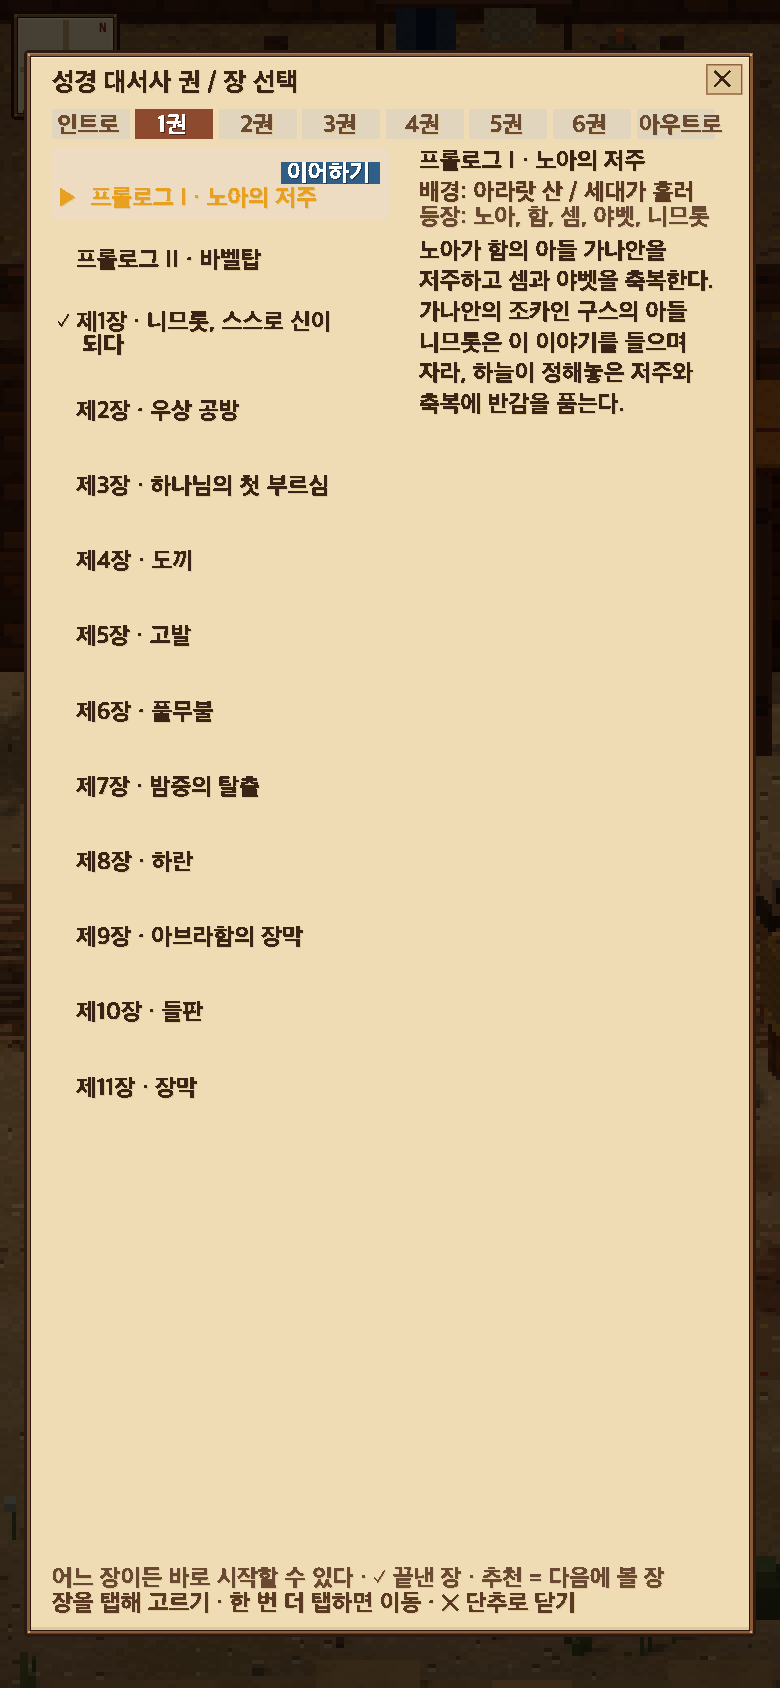 N
성경 대서사 권 / 장 선택
인트로 1권 2권 3권 4권 5권 6권 아우트로
이어하기
▶ 프롤로그 I · 노아의 저주
프롤로그 II · 바벨탑
✓ 제1장 · 니므롯, 스스로 신이
되다
제2장 · 우상 공방
제3장 · 하나님의 첫 부르심
제4장 · 도끼
제5장 · 고발
제6장 · 풀무불
제7장 · 밤중의 탈출
제8장 · 하란
제9장 · 아브라함의 장막
제10장 · 들판
제11장 · 장막
프롤로그 I · 노아의 저주
배경: 아라랏 산 / 세대가 흘러
등장: 노아, 함, 셈, 야벳, 니므롯
노아가 함의 아들 가나안을
저주하고 셈과 야벳을 축복한다.
가나안의 조카인 구스의 아들
니므롯은 이 이야기를 들으며
자라, 하늘이 정해놓은 저주와
축복에 반감을 품는다.
어느 장이든 바로 시작할 수 있다 · ✓ 끝낸 장 · 추천 = 다음에 볼 장
장을 탭해 고르기 · 한 번 더 탭하면 이동 · ✕ 단추로 닫기